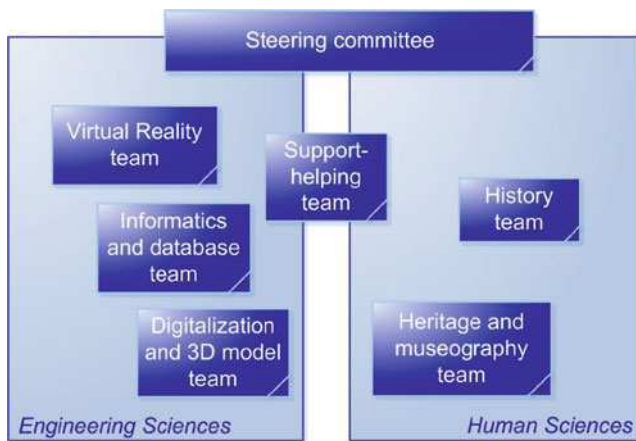 Steering committee
Virtual Reality
team
Support-
helping
team
History
team
Informatics
and database
team
Digitalization
and 3D model
team
Heritage and
museography
team
Engineering Sciences
Human Sciences